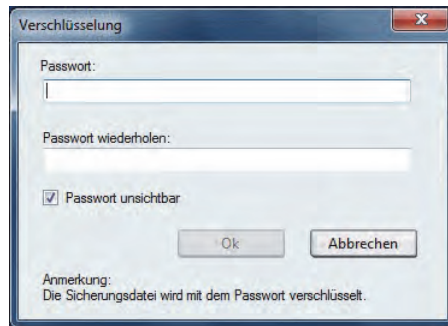 Verschlüsselung
Passwort:
Passwort wiederholen:
Passwort unsichtbar
Ok
Abbrechen
Anmerkung:
Die Sicherungsdatei wird mit dem Passwort verschlüsselt.